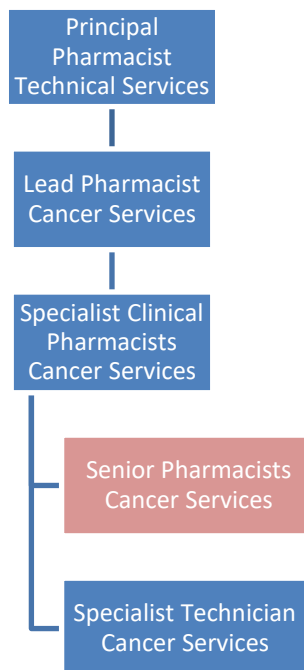 Principal
Pharmacist
Technical Services
Lead Pharmacist
Cancer Services
Specialist Clinical
Pharmacists
Cancer Services
Senior Pharmacists
Cancer Services
Specialist Technician
Cancer Services